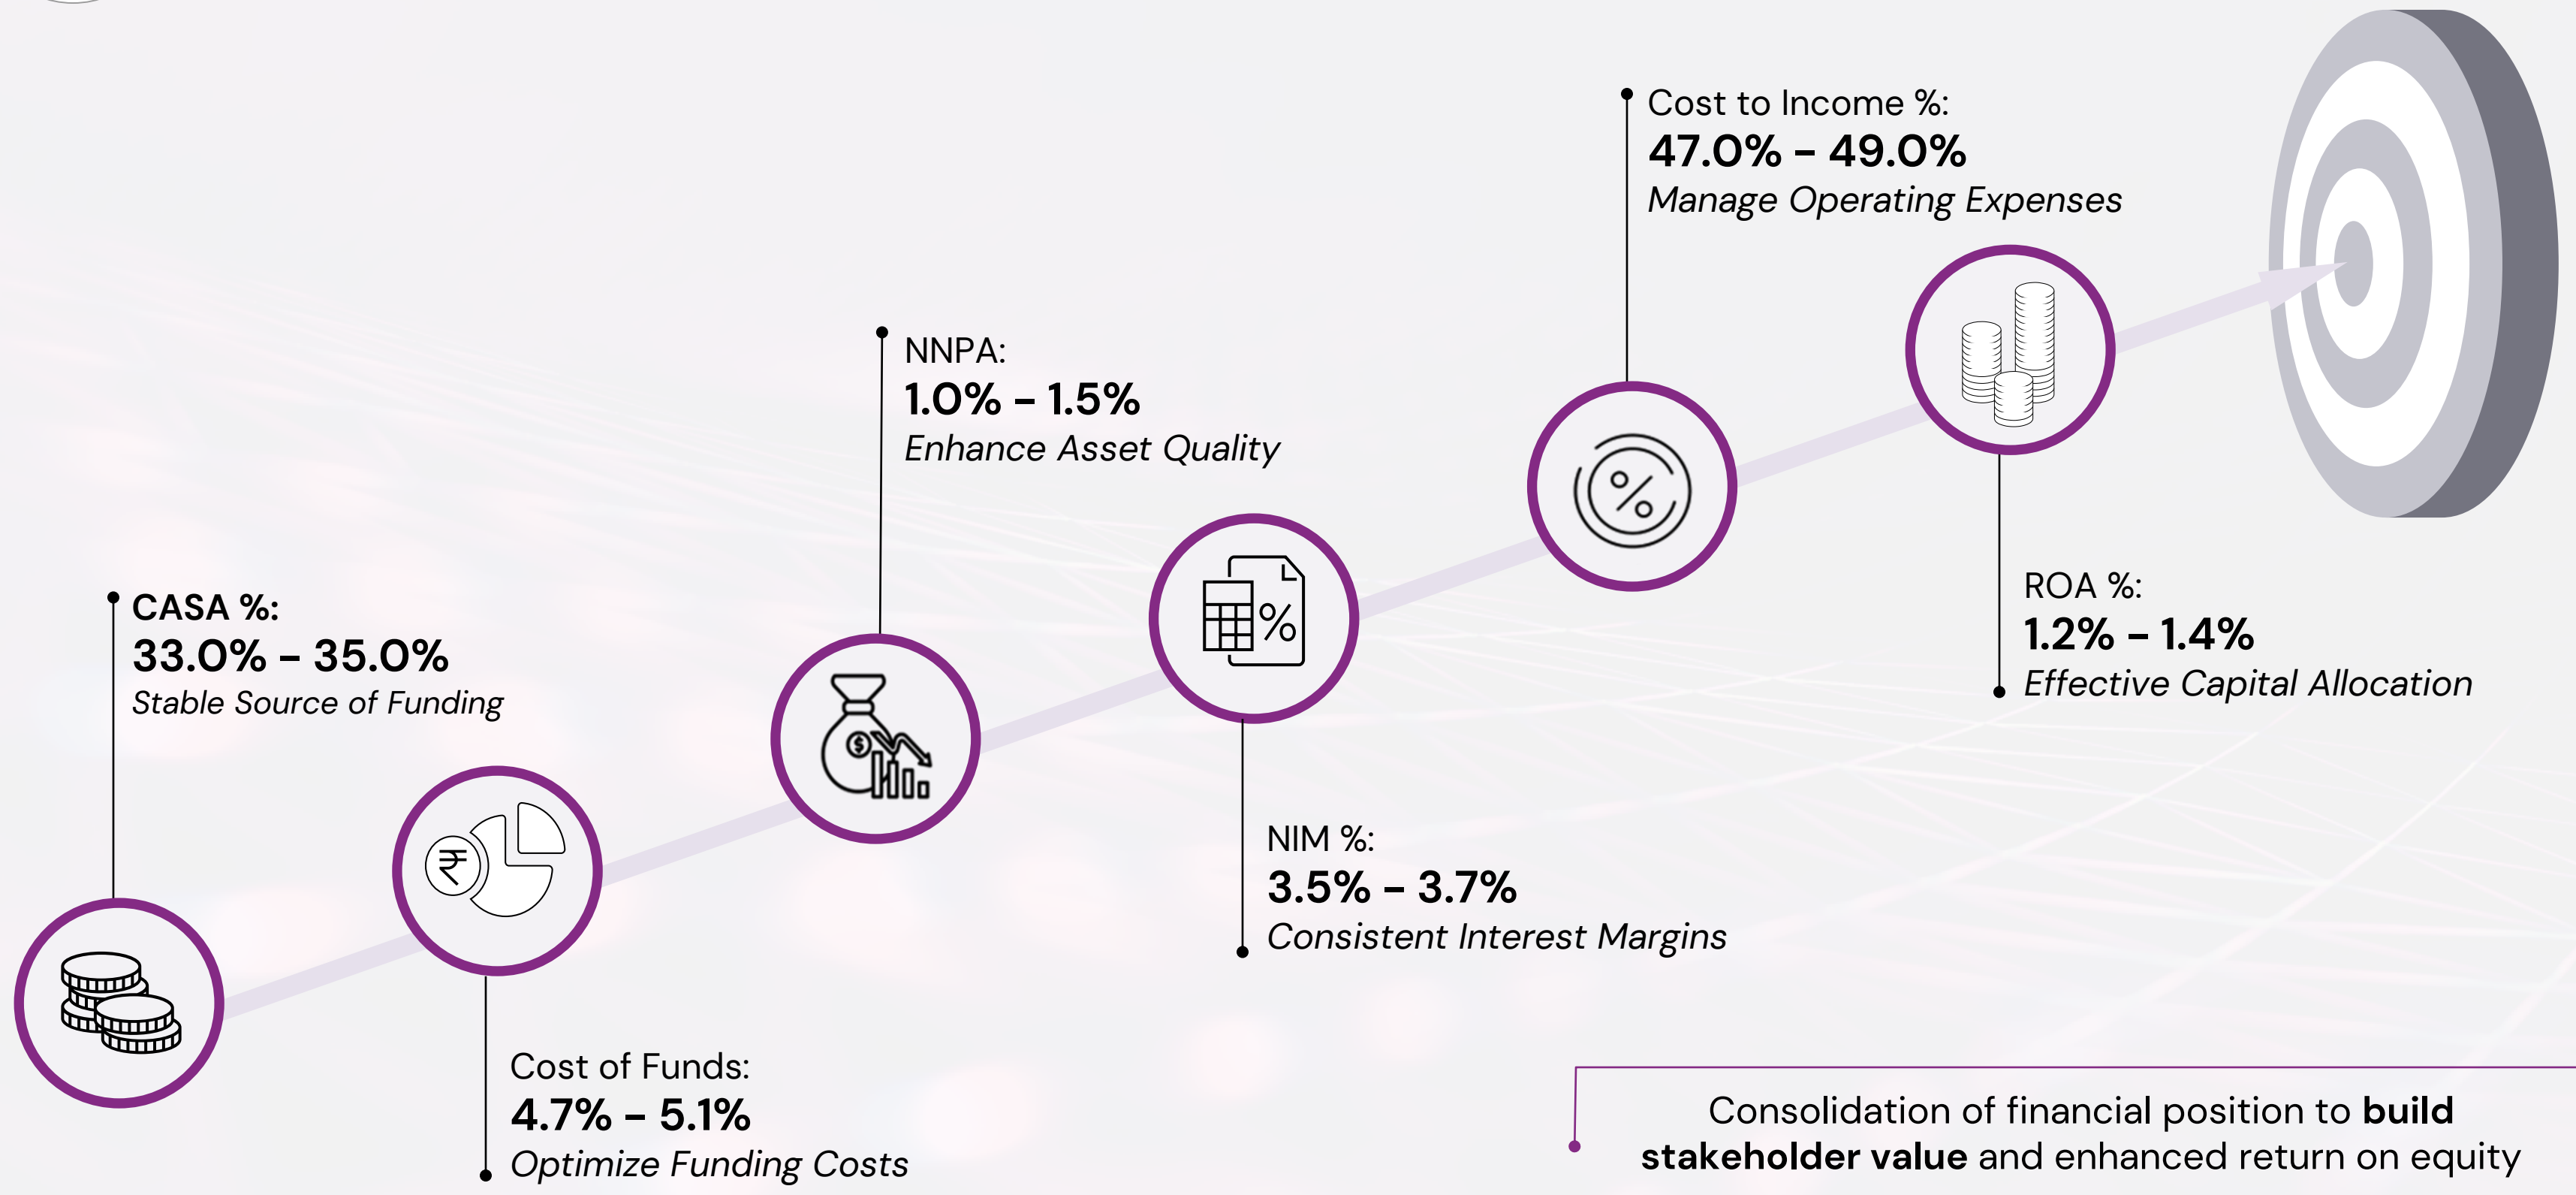 CASA %:
33.0% – 35.0%
Stable Source of Funding
Cost of Funds:
4.7% – 5.1%
Optimize Funding Costs
NNPA:
1.0% – 1.5%
Enhance Asset Quality
NIM %:
3.5% – 3.7%
Consistent Interest Margins
Cost to Income %:
47.0% – 49.0%
Manage Operating Expenses
ROA %:
1.2% – 1.4%
Effective Capital Allocation
Consolidation of financial position to build
stakeholder value and enhanced return on equity